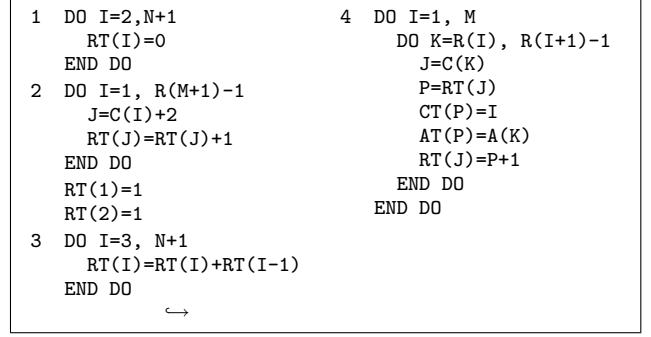 1 DO I=2,N+1
RT(I)=0
END DO
2 DO I=1, R(M+1)-1
J=C(I)+2
RT(J)=RT(J)+1
END DO
RT(1)=1
RT(2)=1
3 DO I=3, N+1
RT(I)=RT(I)+RT(I-1)
END DO
↪
4 DO I=1, M
DO K=R(I), R(I+1)-1
J=C(K)
P=RT(J)
CT(P)=I
AT(P)=A(K)
RT(J)=P+1
END DO
END DO